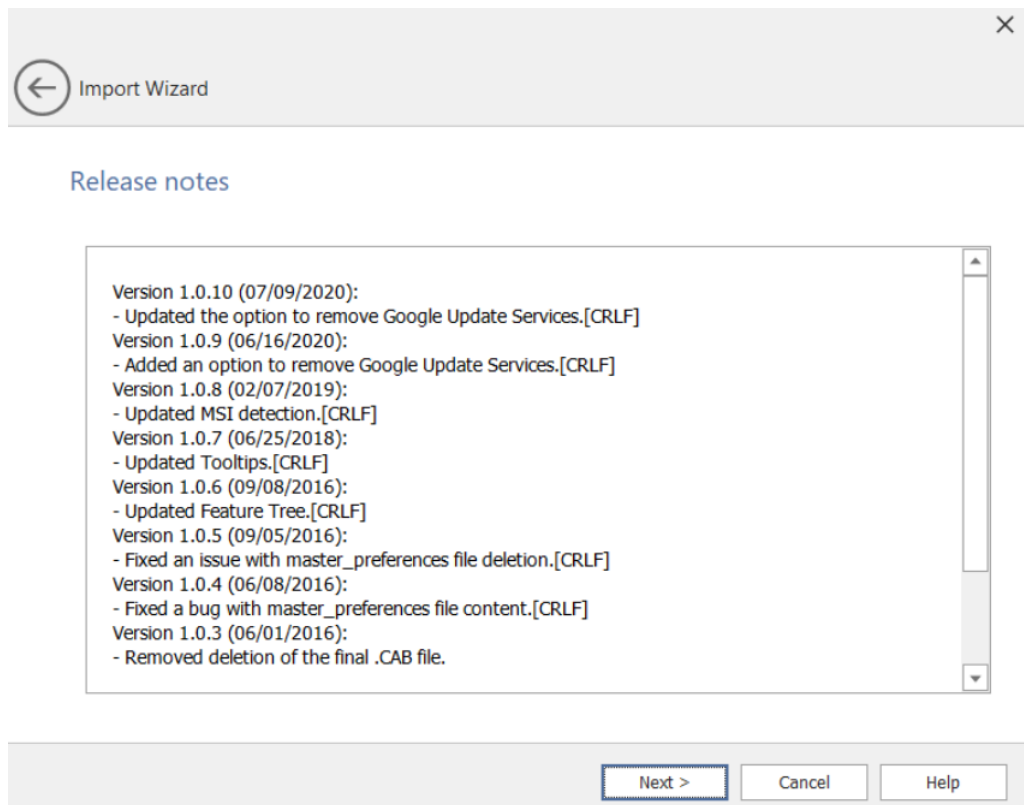 Import Wizard
Release notes
Version 1.0.10 (07/09/2020):
- Updated the option to remove Google Update Services.[CRLF]
Version 1.0.9 (06/16/2020):
- Added an option to remove Google Update Services.[CRLF]
Version 1.0.8 (02/07/2019):
- Updated MSI detection.[CRLF]
Version 1.0.7 (06/25/2018):
- Updated Tooltips.[CRLF]
Version 1.0.6 (09/08/2016):
- Updated Feature Tree.[CRLF]
Version 1.0.5 (09/05/2016):
- Fixed an issue with master_preferences file deletion.[CRLF]
Version 1.0.4 (06/08/2016):
- Fixed a bug with master_preferences file content.[CRLF]
Version 1.0.3 (06/01/2016):
- Removed deletion of the final .CAB file.
Next > Cancel Help